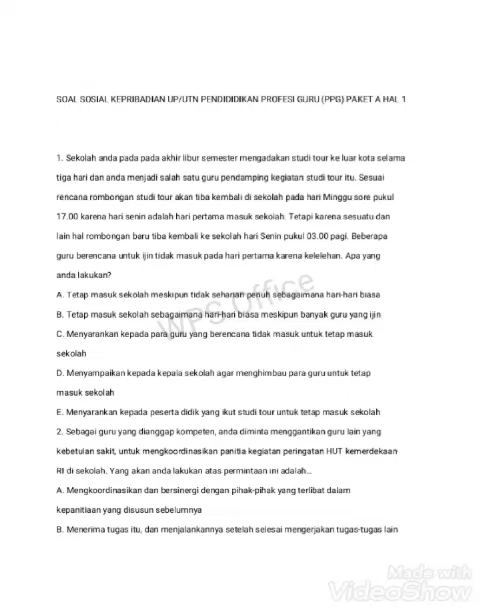 SOAL SOSIAL KEPRIBADIAN UP/UTN PENDIDIDIKAN PROFESI GURU (PPG) PAKET A HAL 1
1. Sekolah anda pada pada akhir libur semester mengadakan studi tour ke luar kota selama
tiga hari dan anda menjadi salah satu guru pendamping kegiatan studi tour itu. Sesuai
rencana rombongan studi tour akan tiba kembali di sekolah pada hari Minggu sore pukul
17.00 karena hari senin adalah hari pertama masuk sekolah. Tetapi karena sesuatu dan
lain hal rombongan baru tiba kembali ke sekolah hari Senin pukul 03.00 pagi. Beberapa
guru berencana untuk ijin tidak masuk pada hari pertama karena kelelehan. Apa yang
anda lakukan?
A. Tetap masuk sekolah meskipun tidak seharian penuh sebagaimana hari-hari biasa
B. Tetap masuk sekolah sebagaimana hari-hari biasa meskipun banyak guru yang ijin
C. Menyarankan kepada para guru yang berencana tidak masuk untuk tetap masuk
sekolah
D. Menyampaikan kepada kepala sekolah agar menghimbau para guru untuk tetap
masuk sekolah
E. Menyarankan kepada peserta didik yang ikut studi tour untuk tetap masuk sekolah
2. Sebagai guru yang dianggap kompeten, anda diminta menggantikan guru lain yang
kebetulan sakit, untuk mengkoordinasikan panitia kegiatan peringatan HUT kemerdekaan
RI di sekolah. Yang akan anda lakukan atas permintaan ini adalah...
A. Mengkoordinasikan dan bersinergi dengan pihak-pihak yang terlibat dalam
kepanitiaan yang disusun sebelumnya
B. Menerima tugas itu, dan menjalankannya setelah selesai mengerjakan tugas-tugas lain
WPS Office
Made with
VideoShow